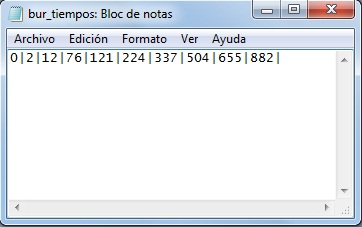 bur_tiempos: Bloc de notas
Archivo Edición Formato Ver Ayuda
0|2|12|76|121|224|337|504|655|882|